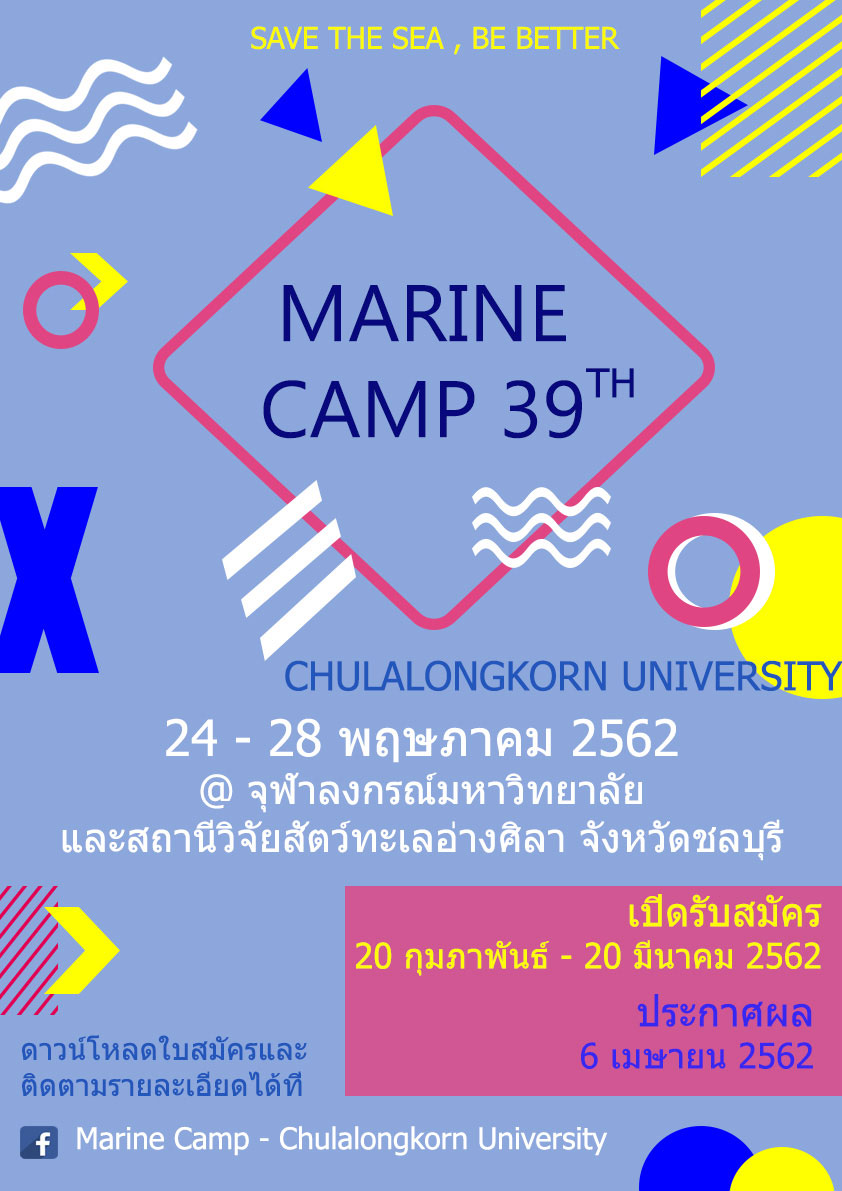 SAVE THE SEA , BE BETTER
MARINE
CAMP 39TH
X
CHULALONGKORN UNIVERSITY
24 - 28 พฤษภาคม 2562
@ จุฬาลงกรณ์มหาวิทยาลัย
และสถานีวิจัยสัตว์ทะเลอ่างศิลา จังหวัดชลบุรี
เปิดรับสมัคร
20 กุมภาพันธ์ - 20 มีนาคม 2562
ประกาศผล
6 เมษายน 2562
ดาวน์โหลดใบสมัครและ
ติดตามรายละเอียดได้ที
f Marine Camp - Chulalongkorn University